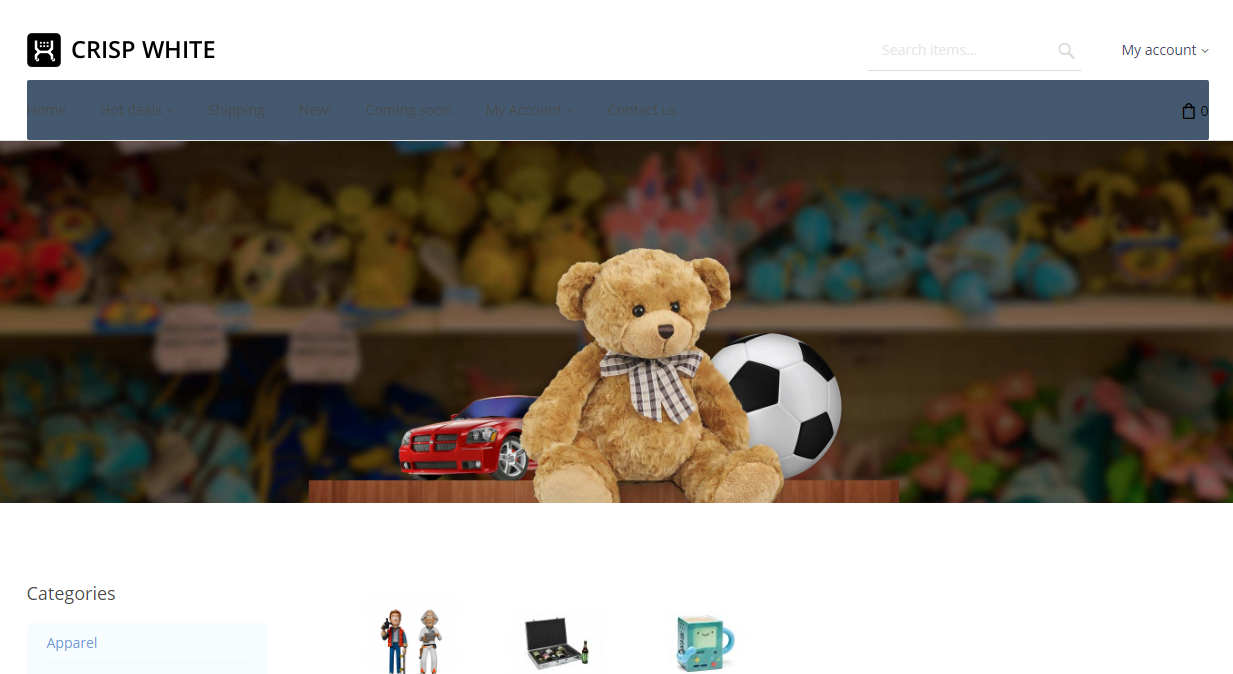 CRISP WHITE
Search items...
My account
Home Hot deals Shipping New! Coming soon My Account Contact us 0
Categories
Apparel